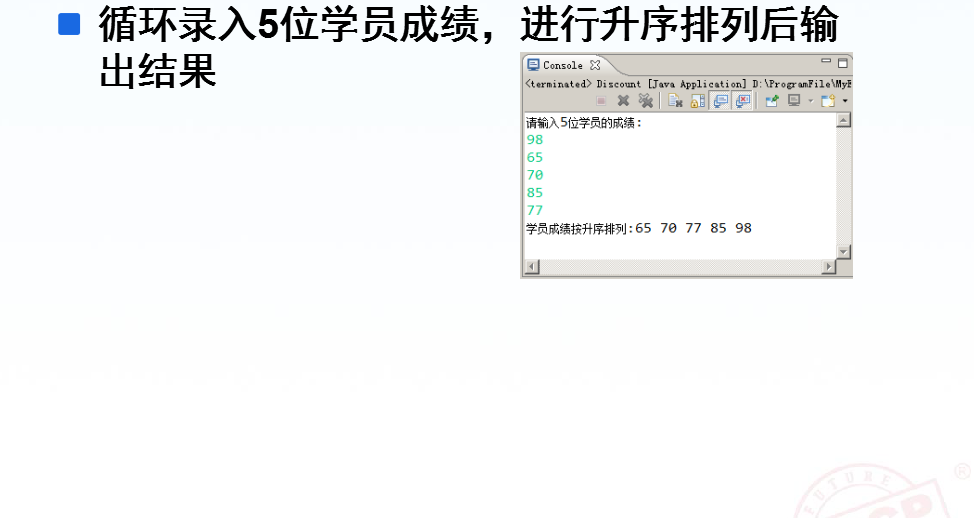 循环录入5位学员成绩，进行升序排列后输
出结果
Console
<terminated> Discount [Java Application] D:\ProgramFile\MyE
请输入5位学员的成绩:
98
65
70
85
77
学员成绩按升序排列:65 70 77 85 98
FUTURE
®